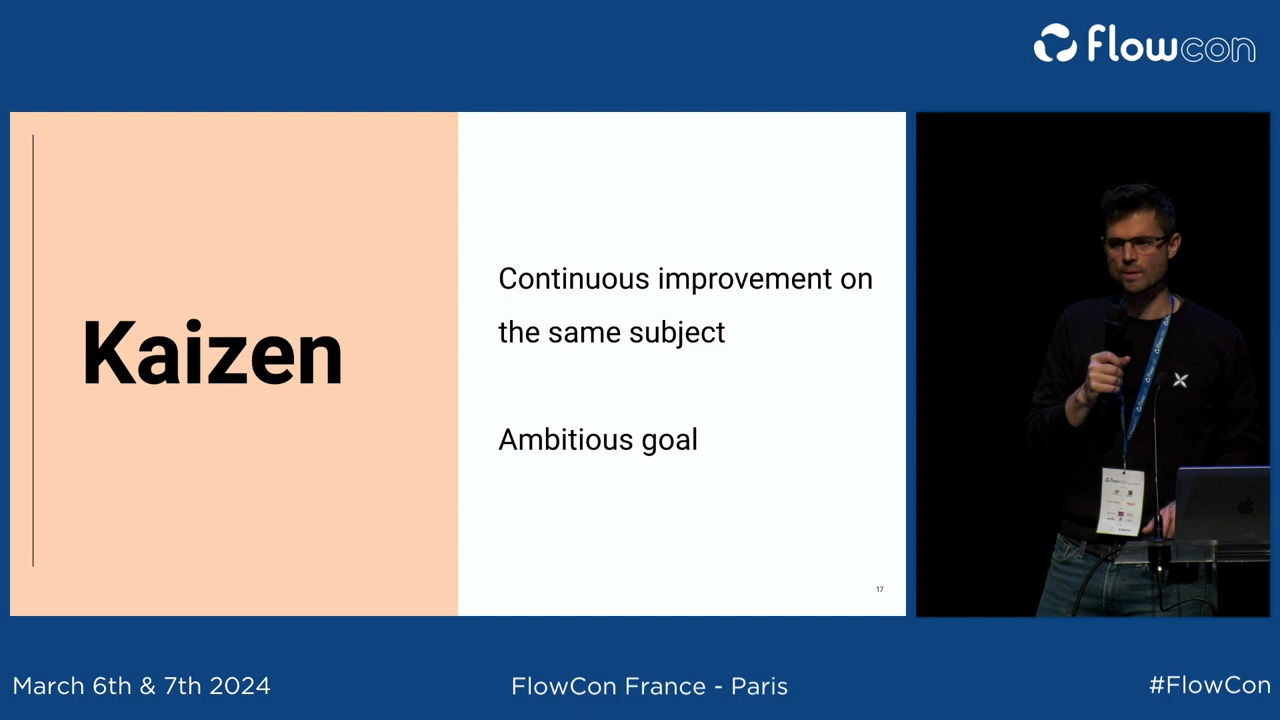 flowcon
Kaizen
Continuous improvement on
the same subject
Ambitious goal
17
March 6th & 7th 2024
FlowCon France - Paris
#FlowCon